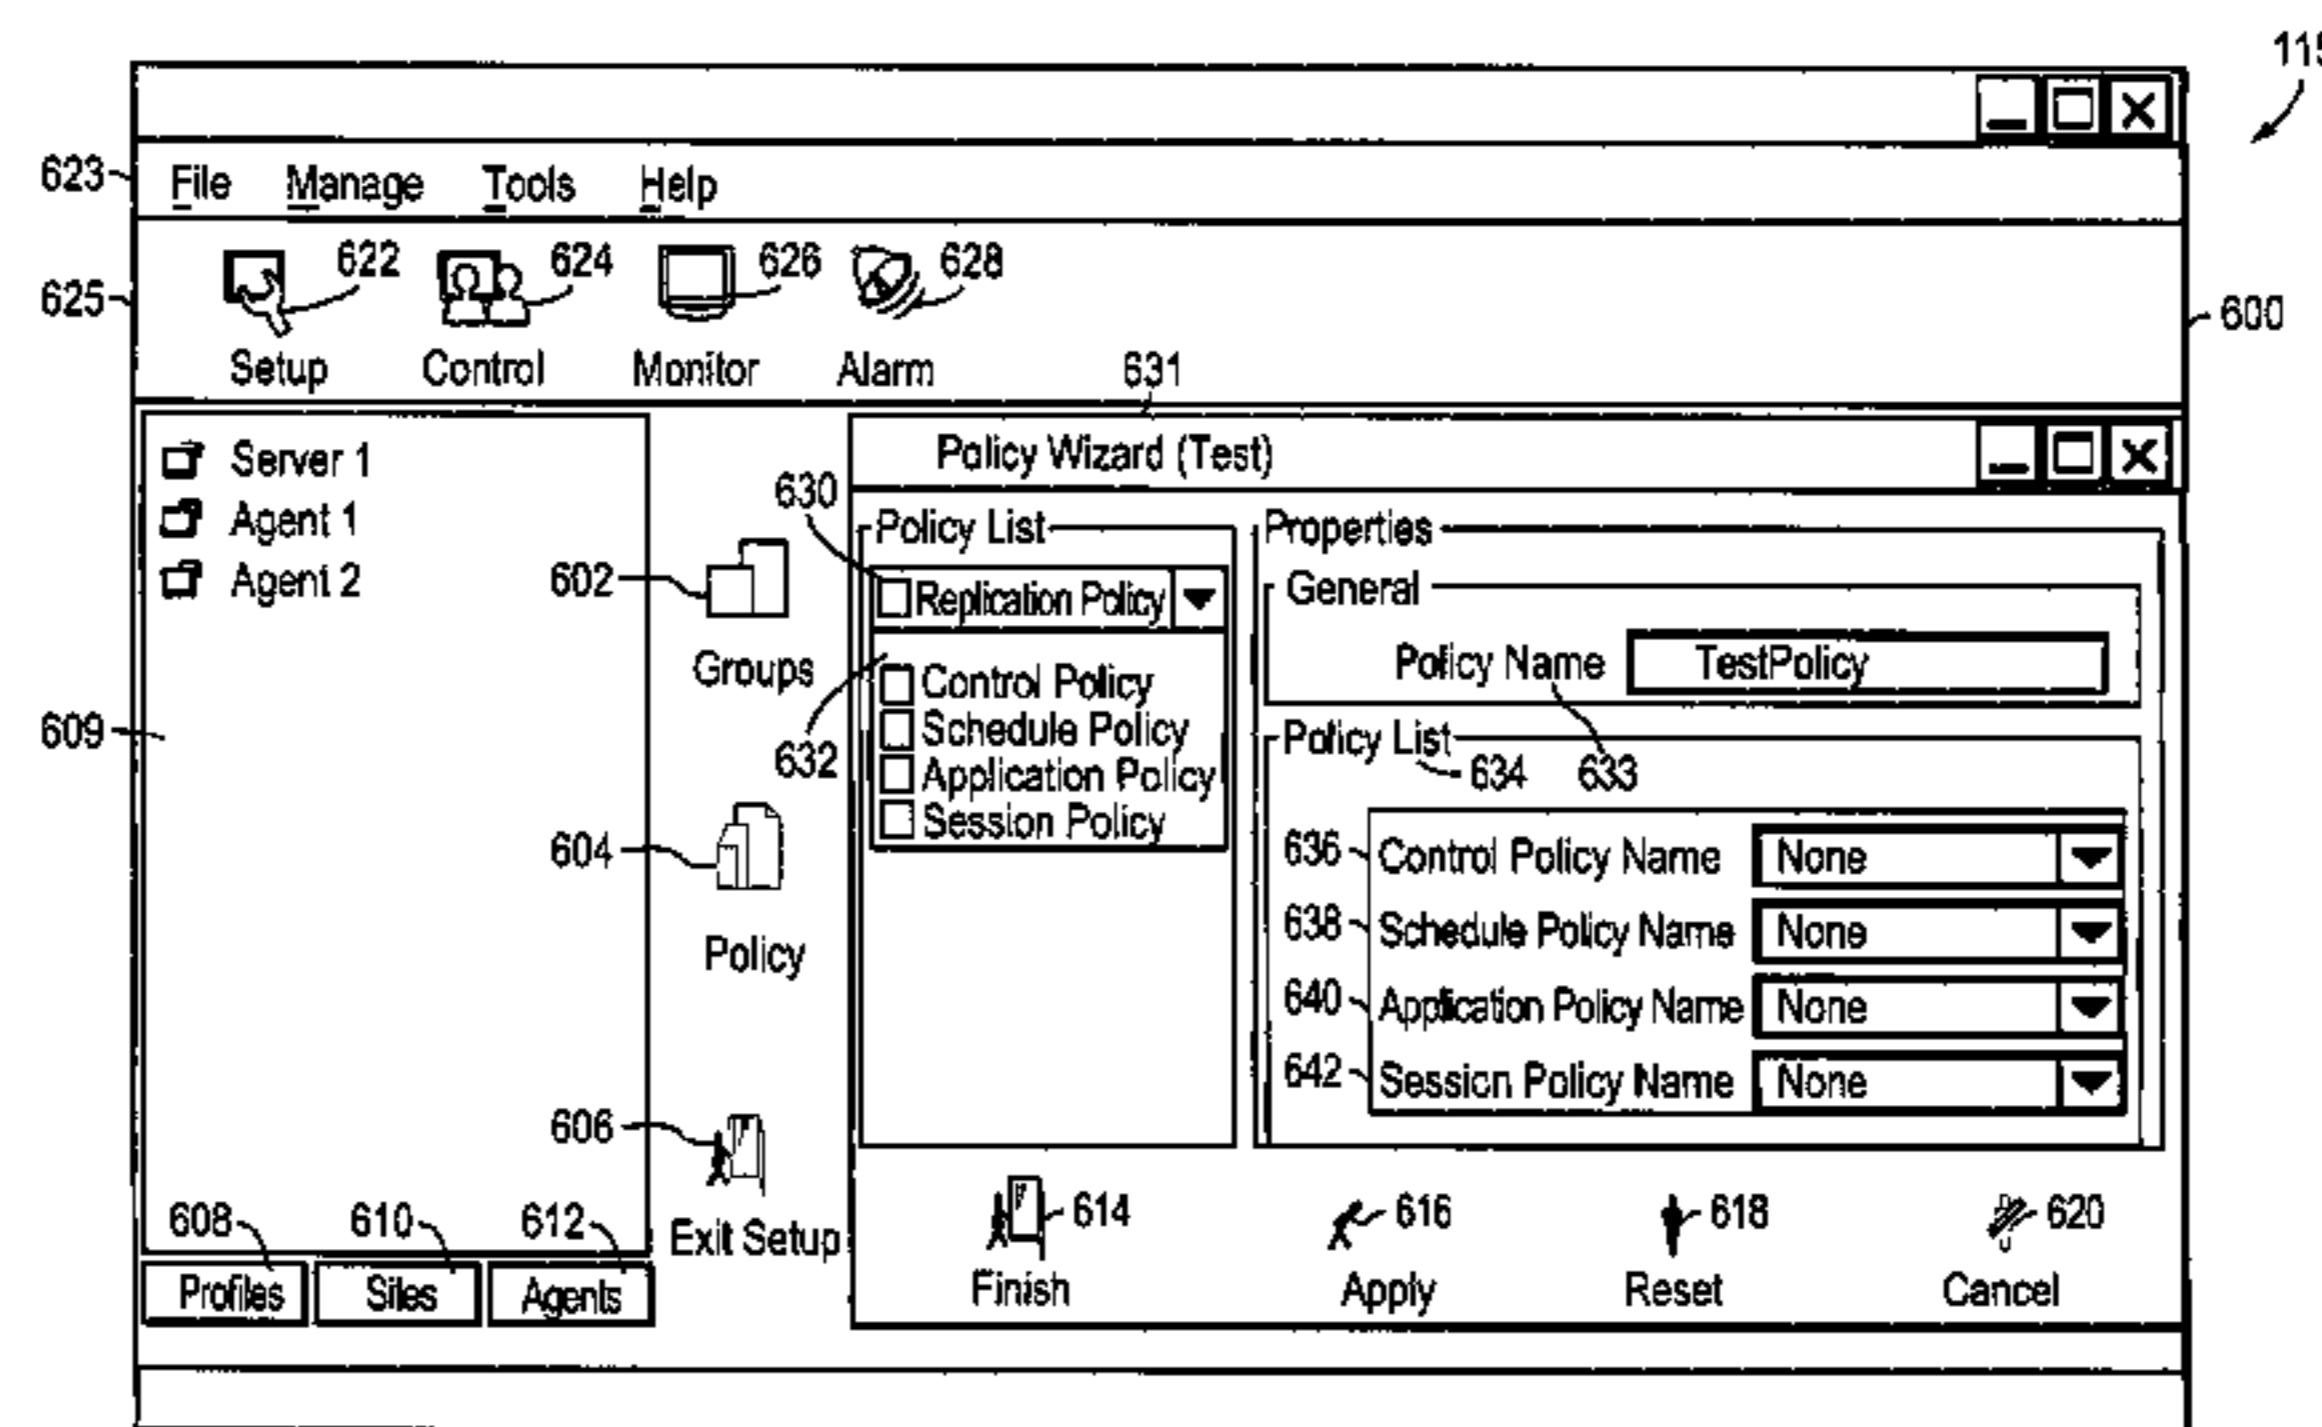 115
623 File Manage Tools Help
622 624 626 628
625 600
Setup Control Monitor Alarm 631
Server 1 Policy Wizard (Test)
630
Agent 1 Policy List Properties
Agent 2 602 Replication Policy General
Groups Control Policy Policy Name TestPolicy
609 Schedule Policy Policy List
632 Application Policy 634 633
Session Policy
604 636 Control Policy Name None
638 Schedule Policy Name None
Policy
640 Application Policy Name None
642 Session Policy Name None
606
608 610 612 614 616 618 620
Exit Setup
Profiles Siles Agents Finish Apply Reset Cancel